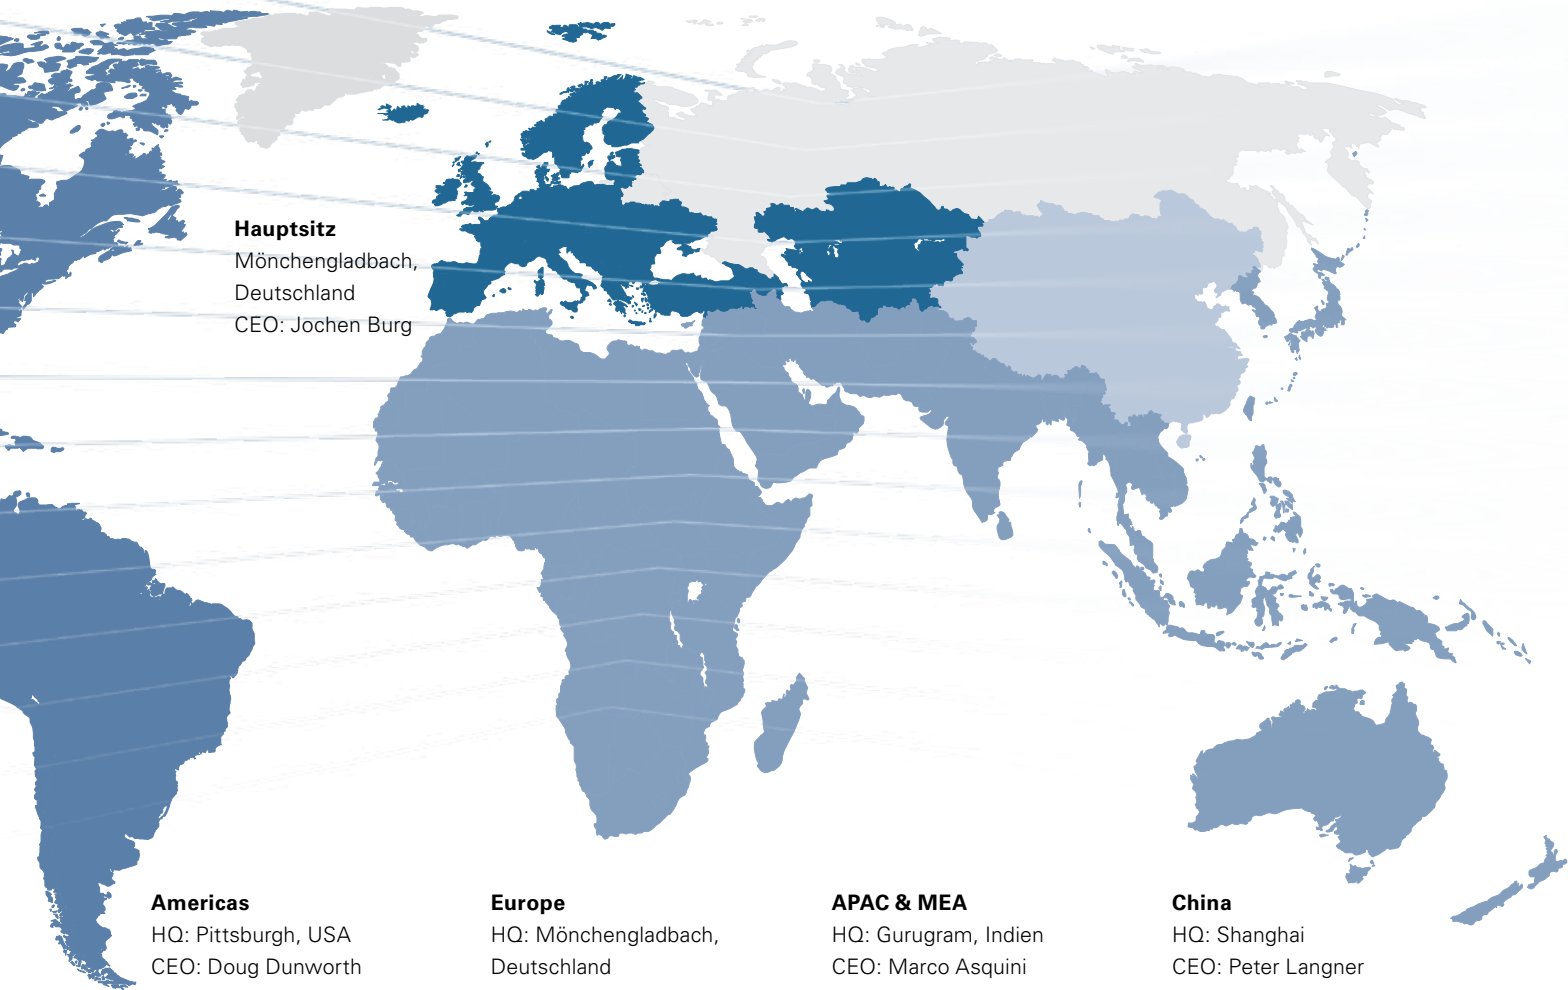 Hauptsitz
Mönchengladbach,
Deutschland
CEO: Jochen Burg
Americas
HQ: Pittsburgh, USA
CEO: Doug Dunworth
Europe
HQ: Mönchengladbach,
Deutschland
APAC & MEA
HQ: Gurugram, Indien
CEO: Marco Asquini
China
HQ: Shanghai
CEO: Peter Langner